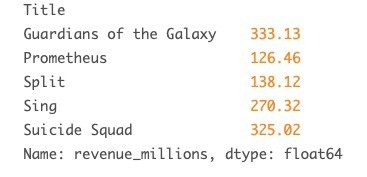 Title
Guardians of the Galaxy    333.13
Prometheus                 126.46
Split                      138.12
Sing                       270.32
Suicide Squad              325.02
Name: revenue_millions, dtype: float64